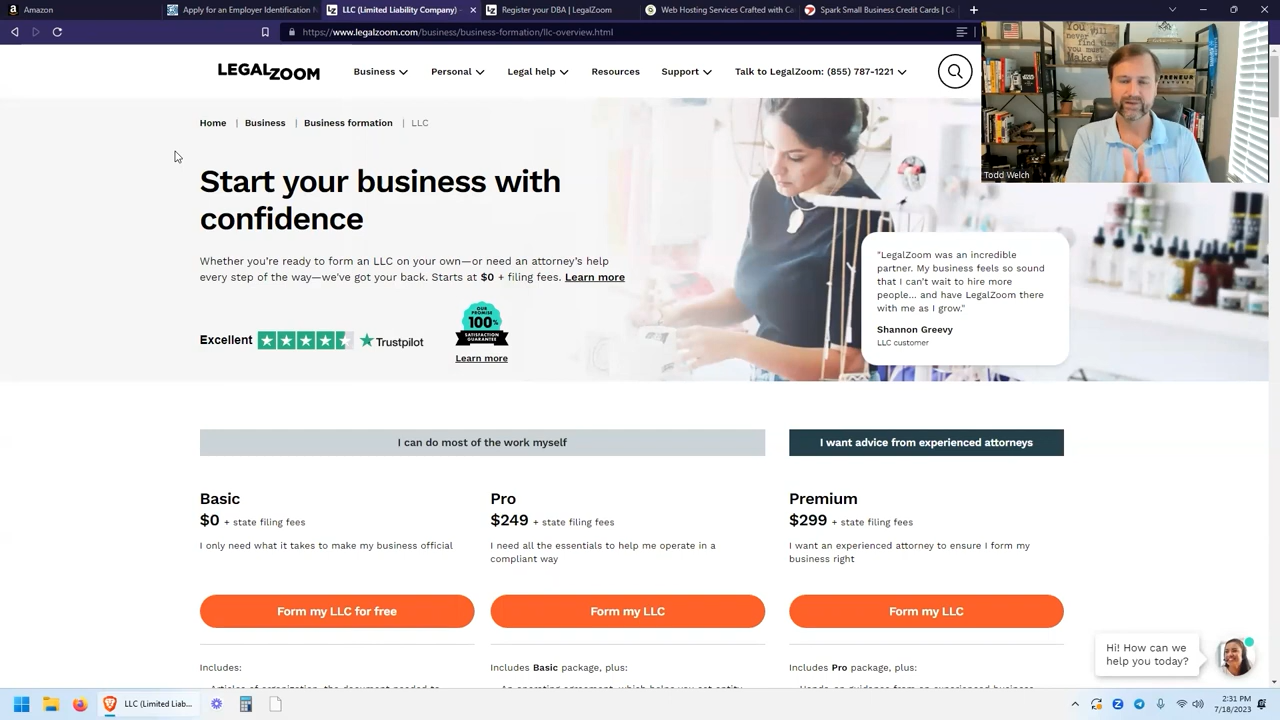 Amazon
Apply for an Employer Identification N
LLC (Limited Liability Company) -
Register your DBA | LegalZoom
Web Hosting Services Crafted with Ca
Spark Small Business Credit Cards | Ca
https://www.legalzoom.com/business/business-formation/llc-overview.html
LEGALZOOM
Business
Personal
Legal help
Resources
Support
Talk to LegalZoom: (855) 787-1221
Todd Welch
Home | Business | Business formation | LLC
Start your business with
confidence
Whether you're ready to form an LLC on your own—or need an attorney's help
every step of the way—we've got your back. Starts at $0 + filing fees. Learn more
Excellent
Trustpilot
OUR
PROMISE
100%
SATISFACTION
GUARANTEE
Learn more
"LegalZoom was an incredible
partner. My business feels so sound
that I can't wait to hire more
people... and have LegalZoom there
with me as I grow."
Shannon Greevy
LLC customer
I can do most of the work myself
I want advice from experienced attorneys
Basic
$0 + state filing fees
I only need what it takes to make my business official
Form my LLC for free
Includes:
Pro
$249 + state filing fees
I need all the essentials to help me operate in a
compliant way
Form my LLC
Includes Basic package, plus:
Premium
$299 + state filing fees
I want an experienced attorney to ensure I form my
business right
Form my LLC
Includes Pro package, plus:
Hi! How can we
help you today?
LLC (Limited Liab...
2:31 PM
7/18/2023